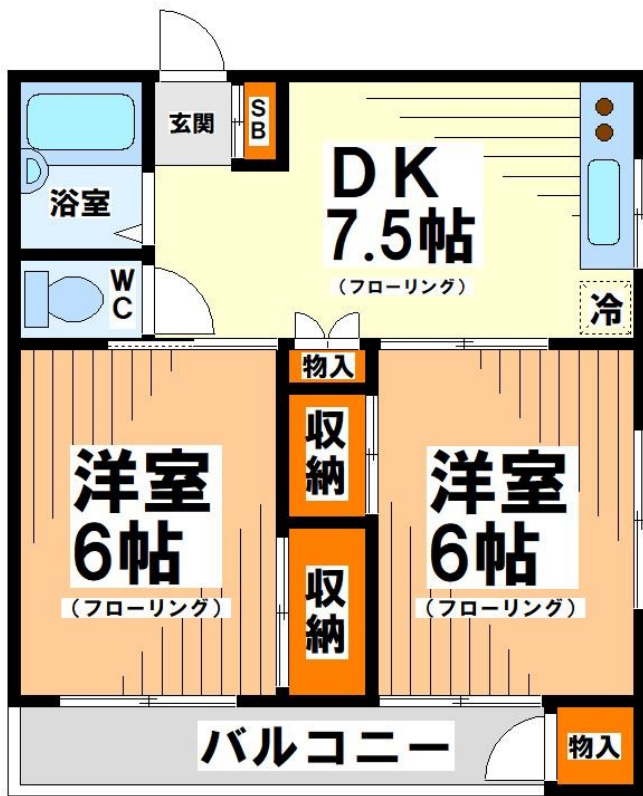 玄関
SB
DK
7.5帖
(フローリング)
浴室
WC
冷
物入
収納
洋室
6帖
(フローリング)
洋室
6帖
(フローリング)
収納
バルコニー
物入